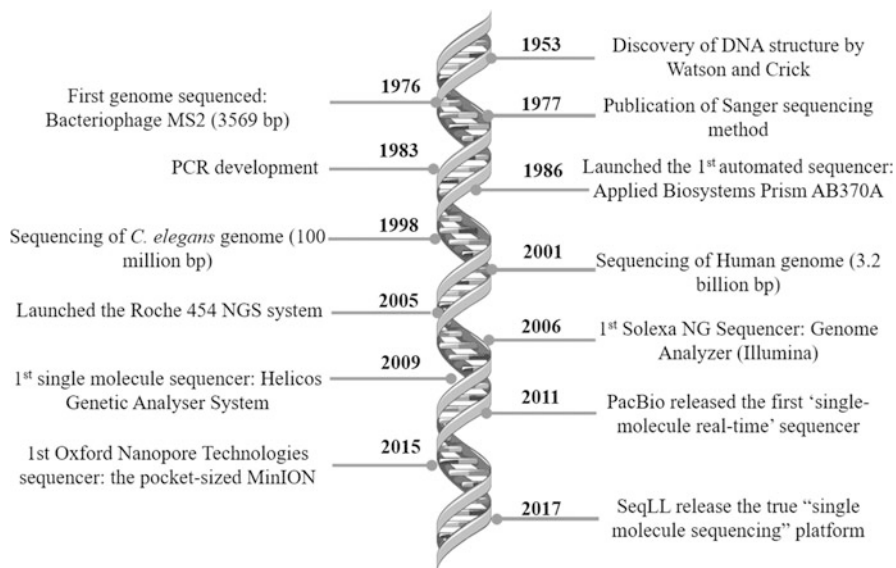 1953
Discovery of DNA structure by
Watson and Crick
1976
First genome sequenced:
Bacteriophage MS2 (3569 bp)
1977
Publication of Sanger sequencing
method
1983
PCR development
1986
Launched the 1st automated sequencer:
Applied Biosystems Prism AB370A
1998
Sequencing of C. elegans genome (100
million bp)
2001
Sequencing of Human genome (3.2
billion bp)
2005
Launched the Roche 454 NGS system
2006
1st Solexa NG Sequencer: Genome
Analyzer (Illumina)
2009
1st single molecule sequencer: Helicos
Genetic Analyser System
2011
PacBio released the first ‘single-
molecule real-time’ sequencer
2015
1st Oxford Nanopore Technologies
sequencer: the pocket-sized MinION
2017
SeqLL release the true “single
molecule sequencing” platform